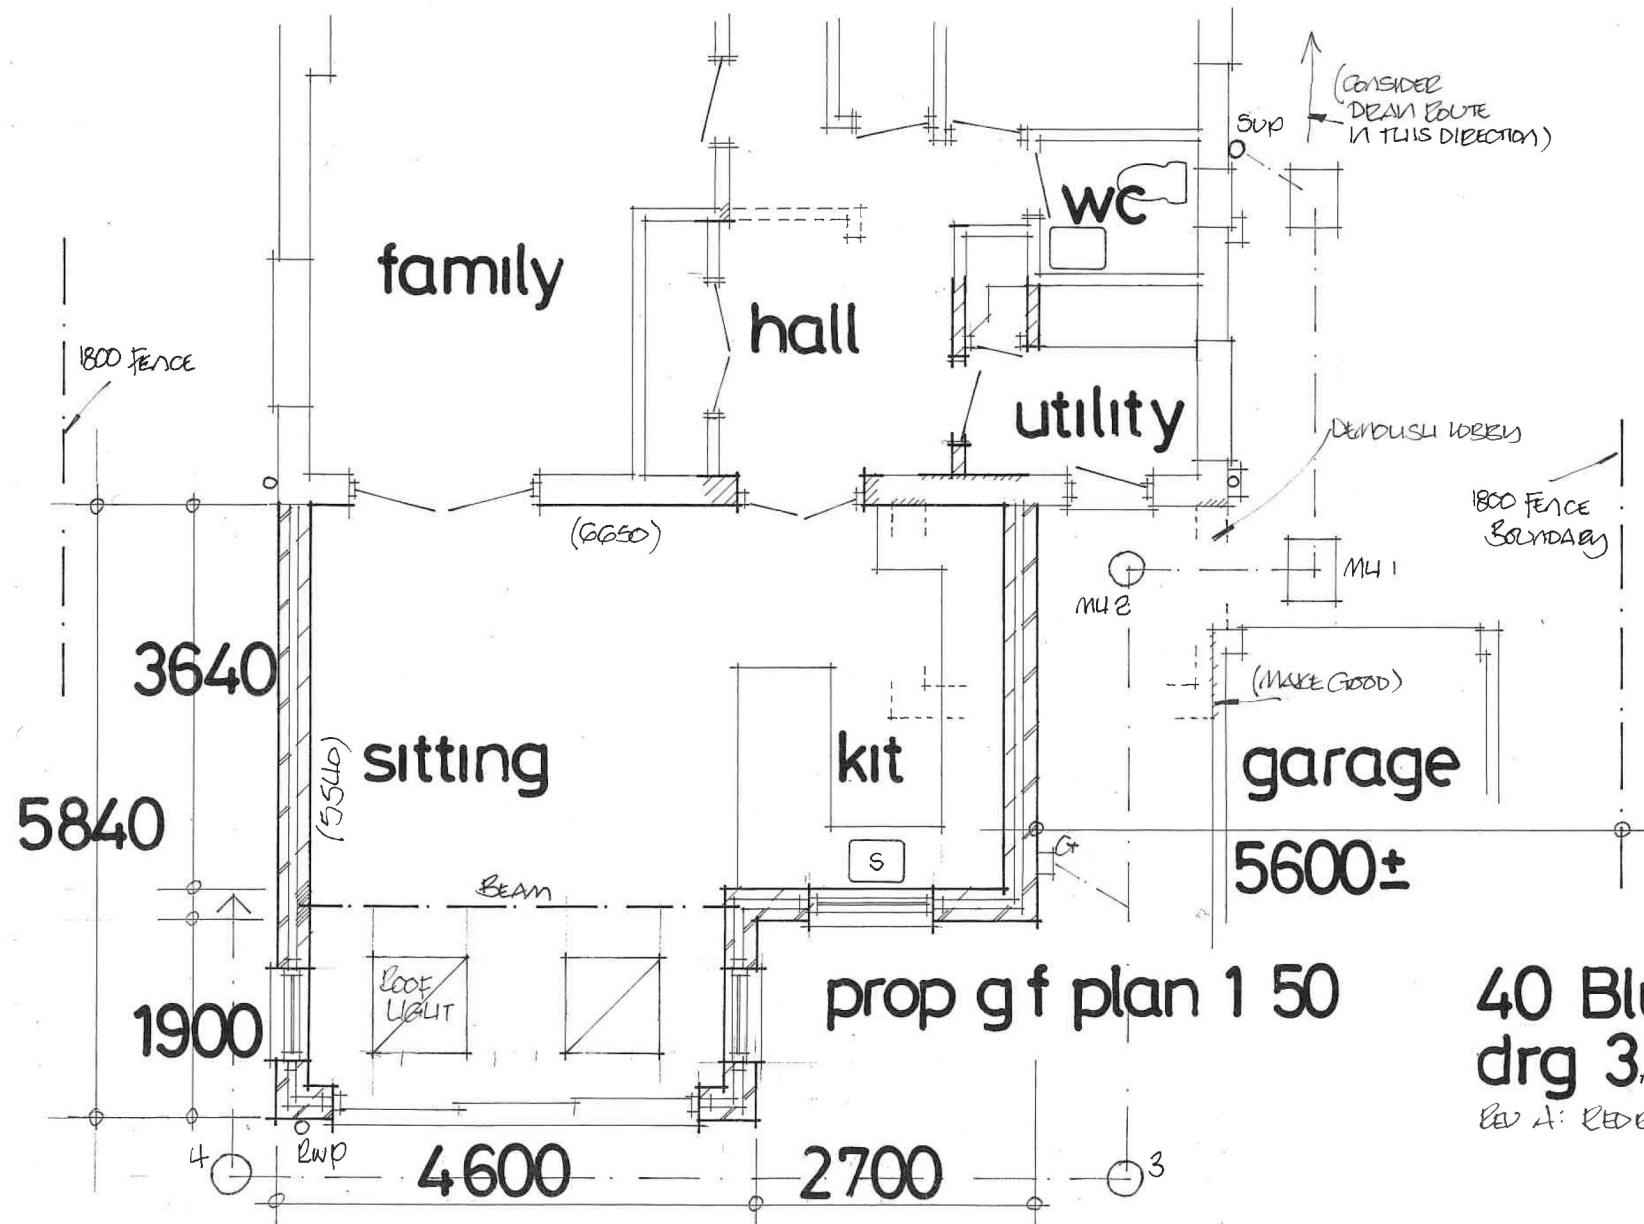 (CONSIDER
DRAIN ROUTE
IN THIS DIRECTION)
SVP
WC
family
hall
1800 FENCE
utility
DEMOLISH LOBBY
1800 FENCE
BOUNDARY
(6650)
MH 1
MH 2
3640
(MAKE GOOD)
sitting
kit
garage
(5540)
5840
S
G
5600±
BEAM
ROOF
LIGHT
prop g f plan 1 50
1900
40 Bl
drg 3
REV A:
4
RWP
4600
2700
3